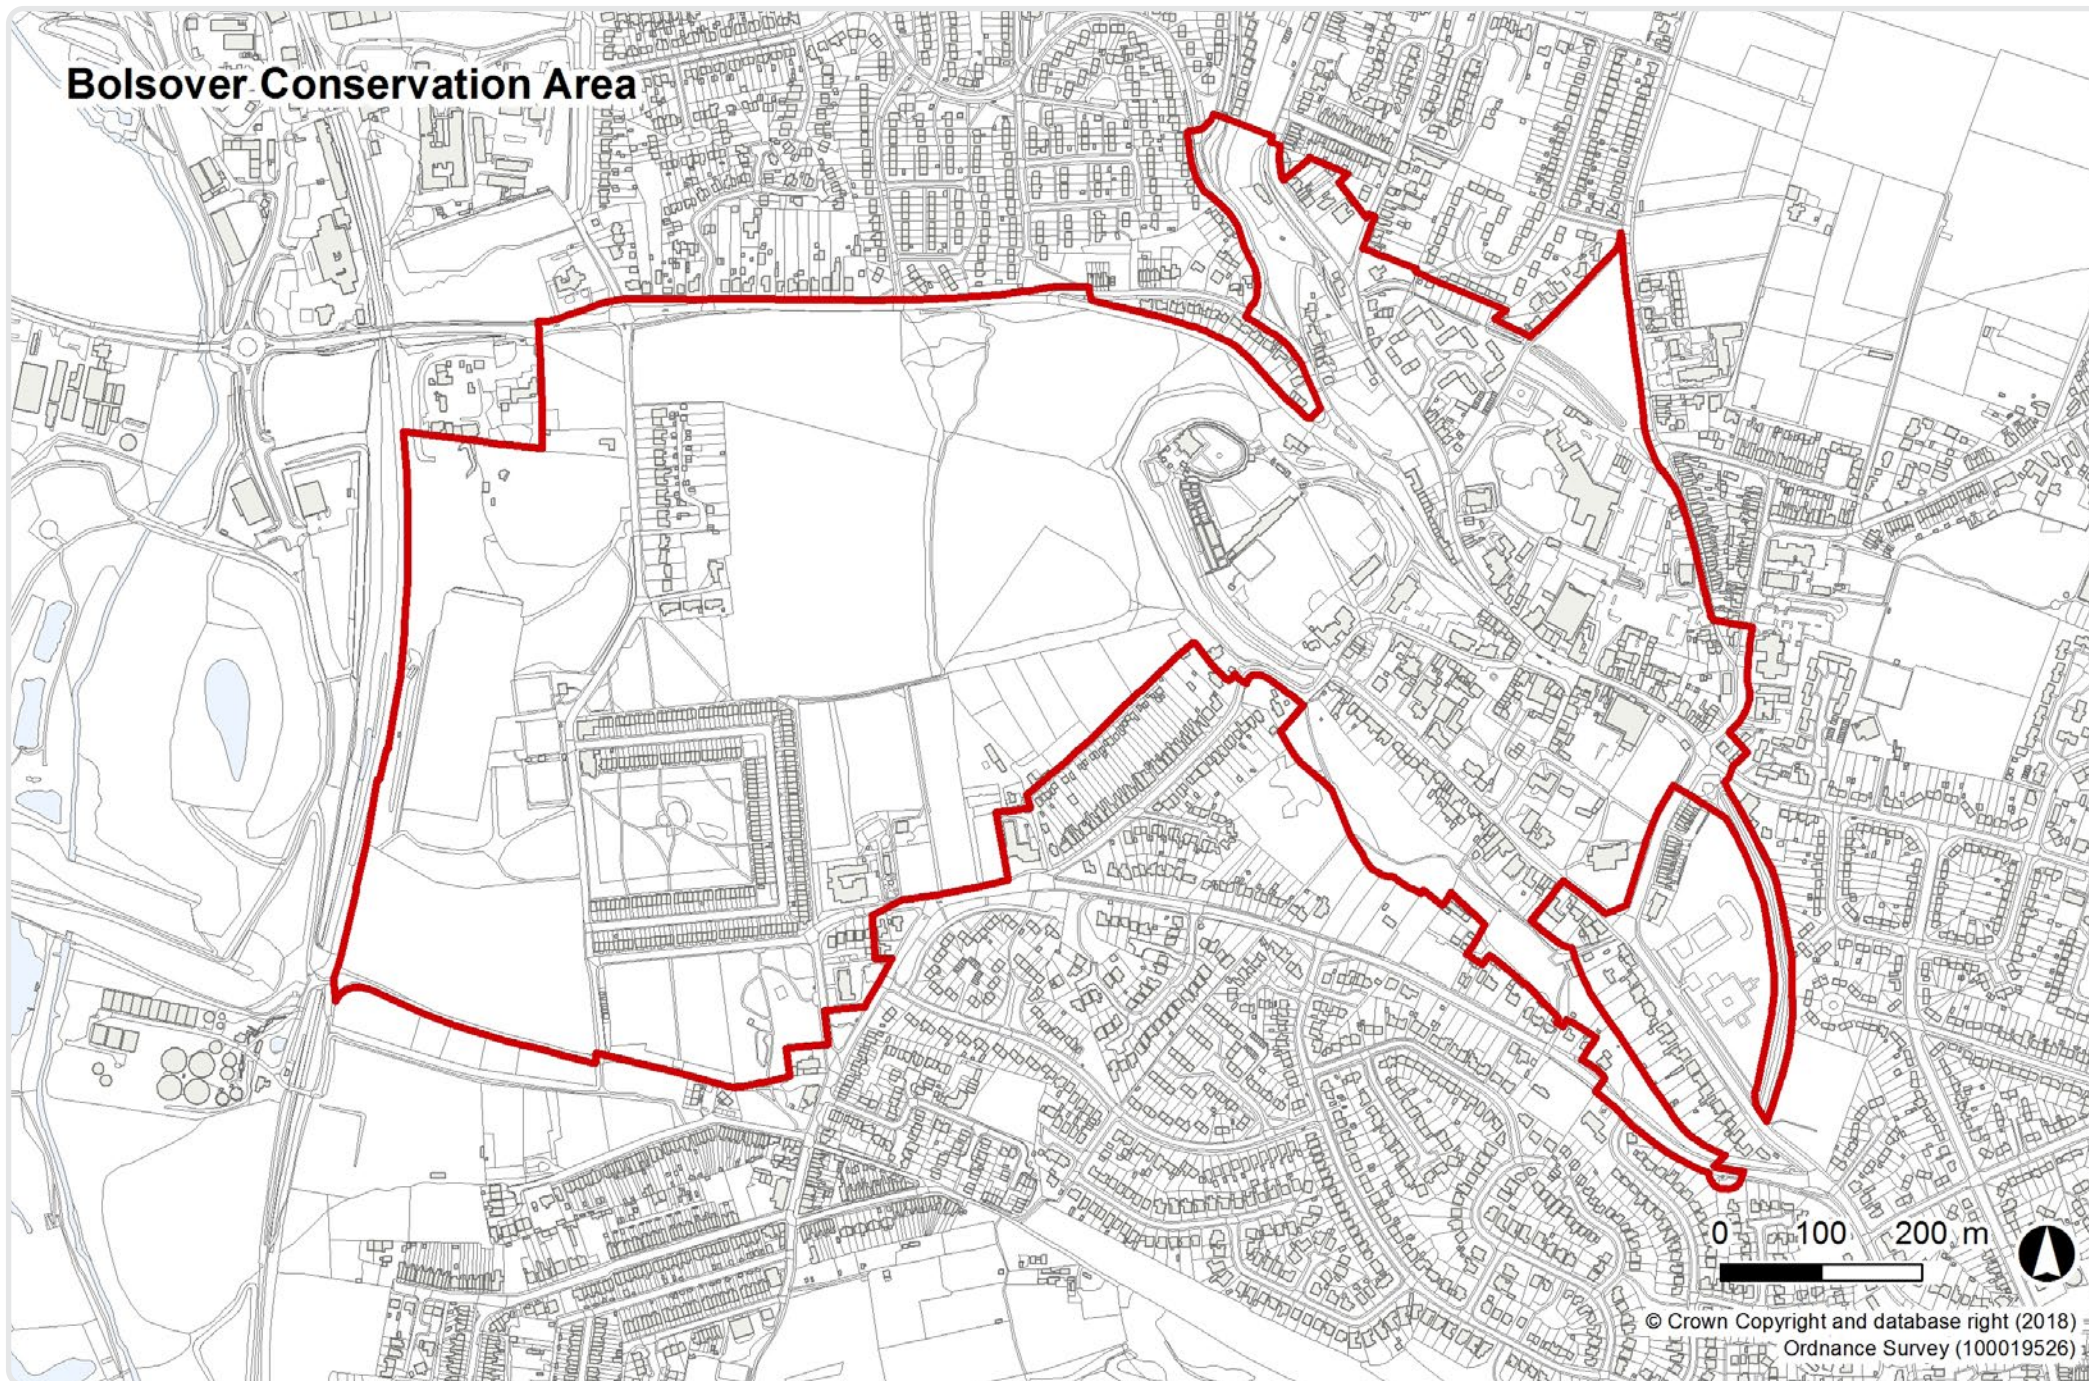 Bolsover Conservation Area
0 100 200 m
© Crown Copyright and database right (2018)
Ordnance Survey (100019526)